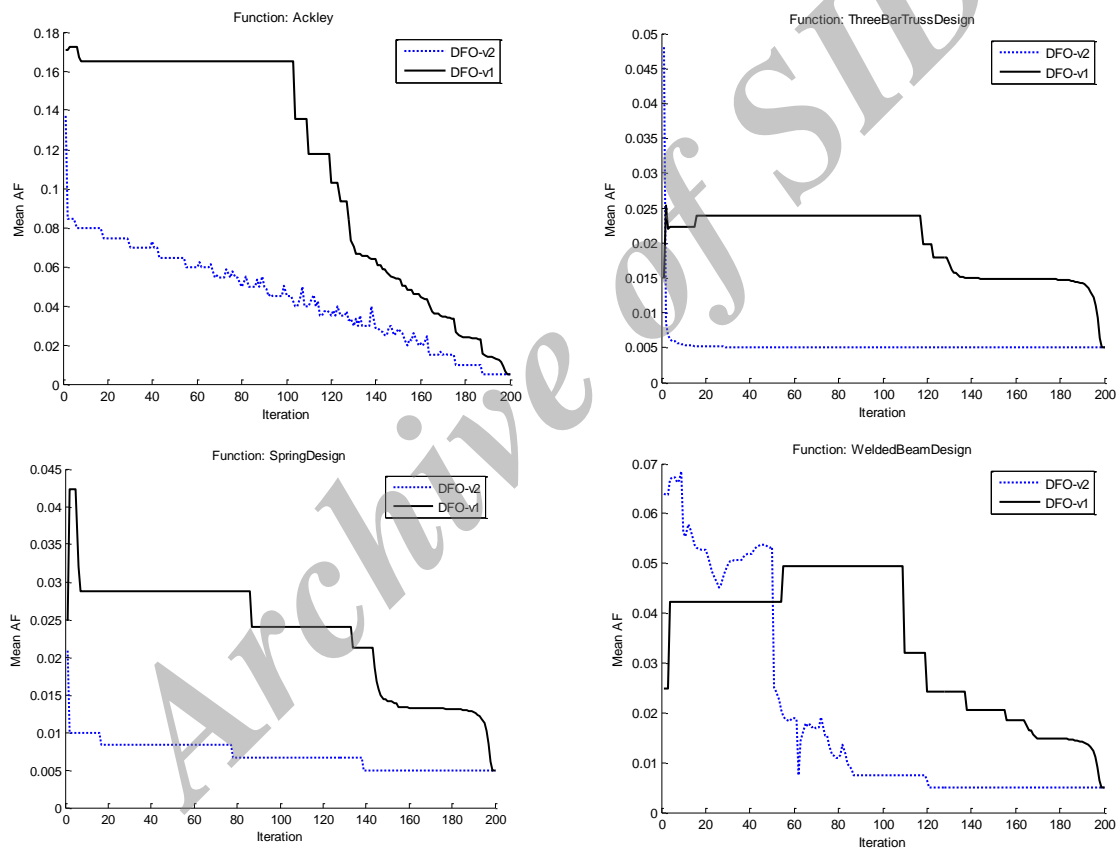 Function: Ackley
0.18
0.16
0.14
0.12
0.1
0.08
0.06
0.04
0.02
0
Mean AF
0 20 40 60 80 100 120 140 160 180 200
Iteration
DFO-v2
DFO-v1
Function: ThreeBarTrussDesign
0.05
0.045
0.04
0.035
0.03
0.025
0.02
0.015
0.01
0.005
0
Mean AF
0 20 40 60 80 100 120 140 160 180 200
Iteration
DFO-v2
DFO-v1
Function: SpringDesign
0.045
0.04
0.035
0.03
0.025
0.02
0.015
0.01
0.005
0
Mean AF
0 20 40 60 80 100 120 140 160 180 200
Iteration
DFO-v2
DFO-v1
Function: WeldedBeamDesign
0.07
0.06
0.05
0.04
0.03
0.02
0.01
0
Mean AF
0 20 40 60 80 100 120 140 160 180 200
Iteration
DFO-v2
DFO-v1
Archive of SID